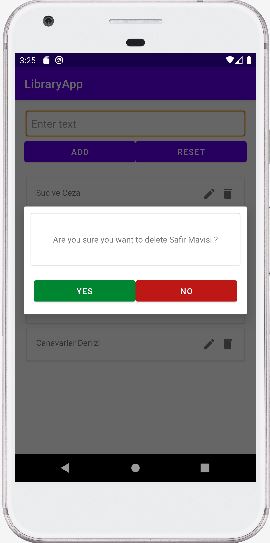 3:25
LibraryApp
Enter text
ADD
RESET
Suc ve Ceza
Are you sure you want to delete Safir Mavisi ?
YES
NO
Canavarlar Denizi